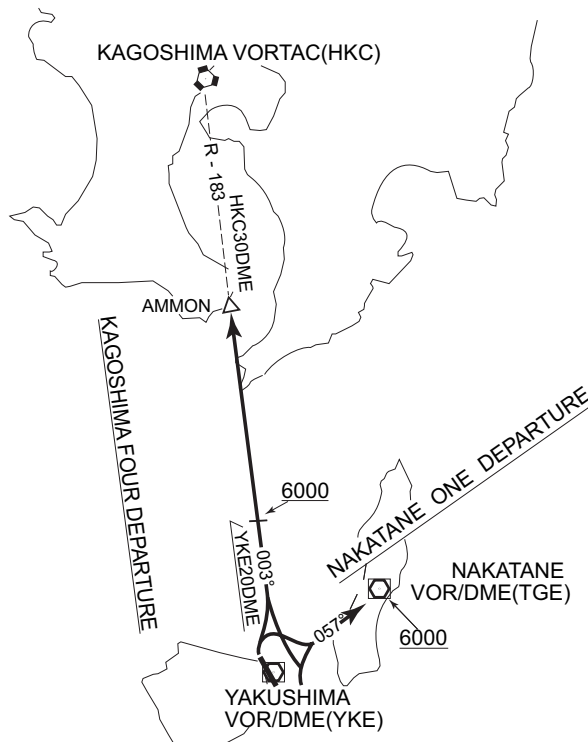 KAGOSHIMA VORTAC(HKC)
R - 183
HKC30DME
AMMON
KAGOSHIMA FOUR DEPARTURE
NAKATANE ONE DEPARTURE
6000
YKE20DME
003°
NAKATANE
VOR/DME(TGE)
057°
6000
YAKUSHIMA
VOR/DME(YKE)